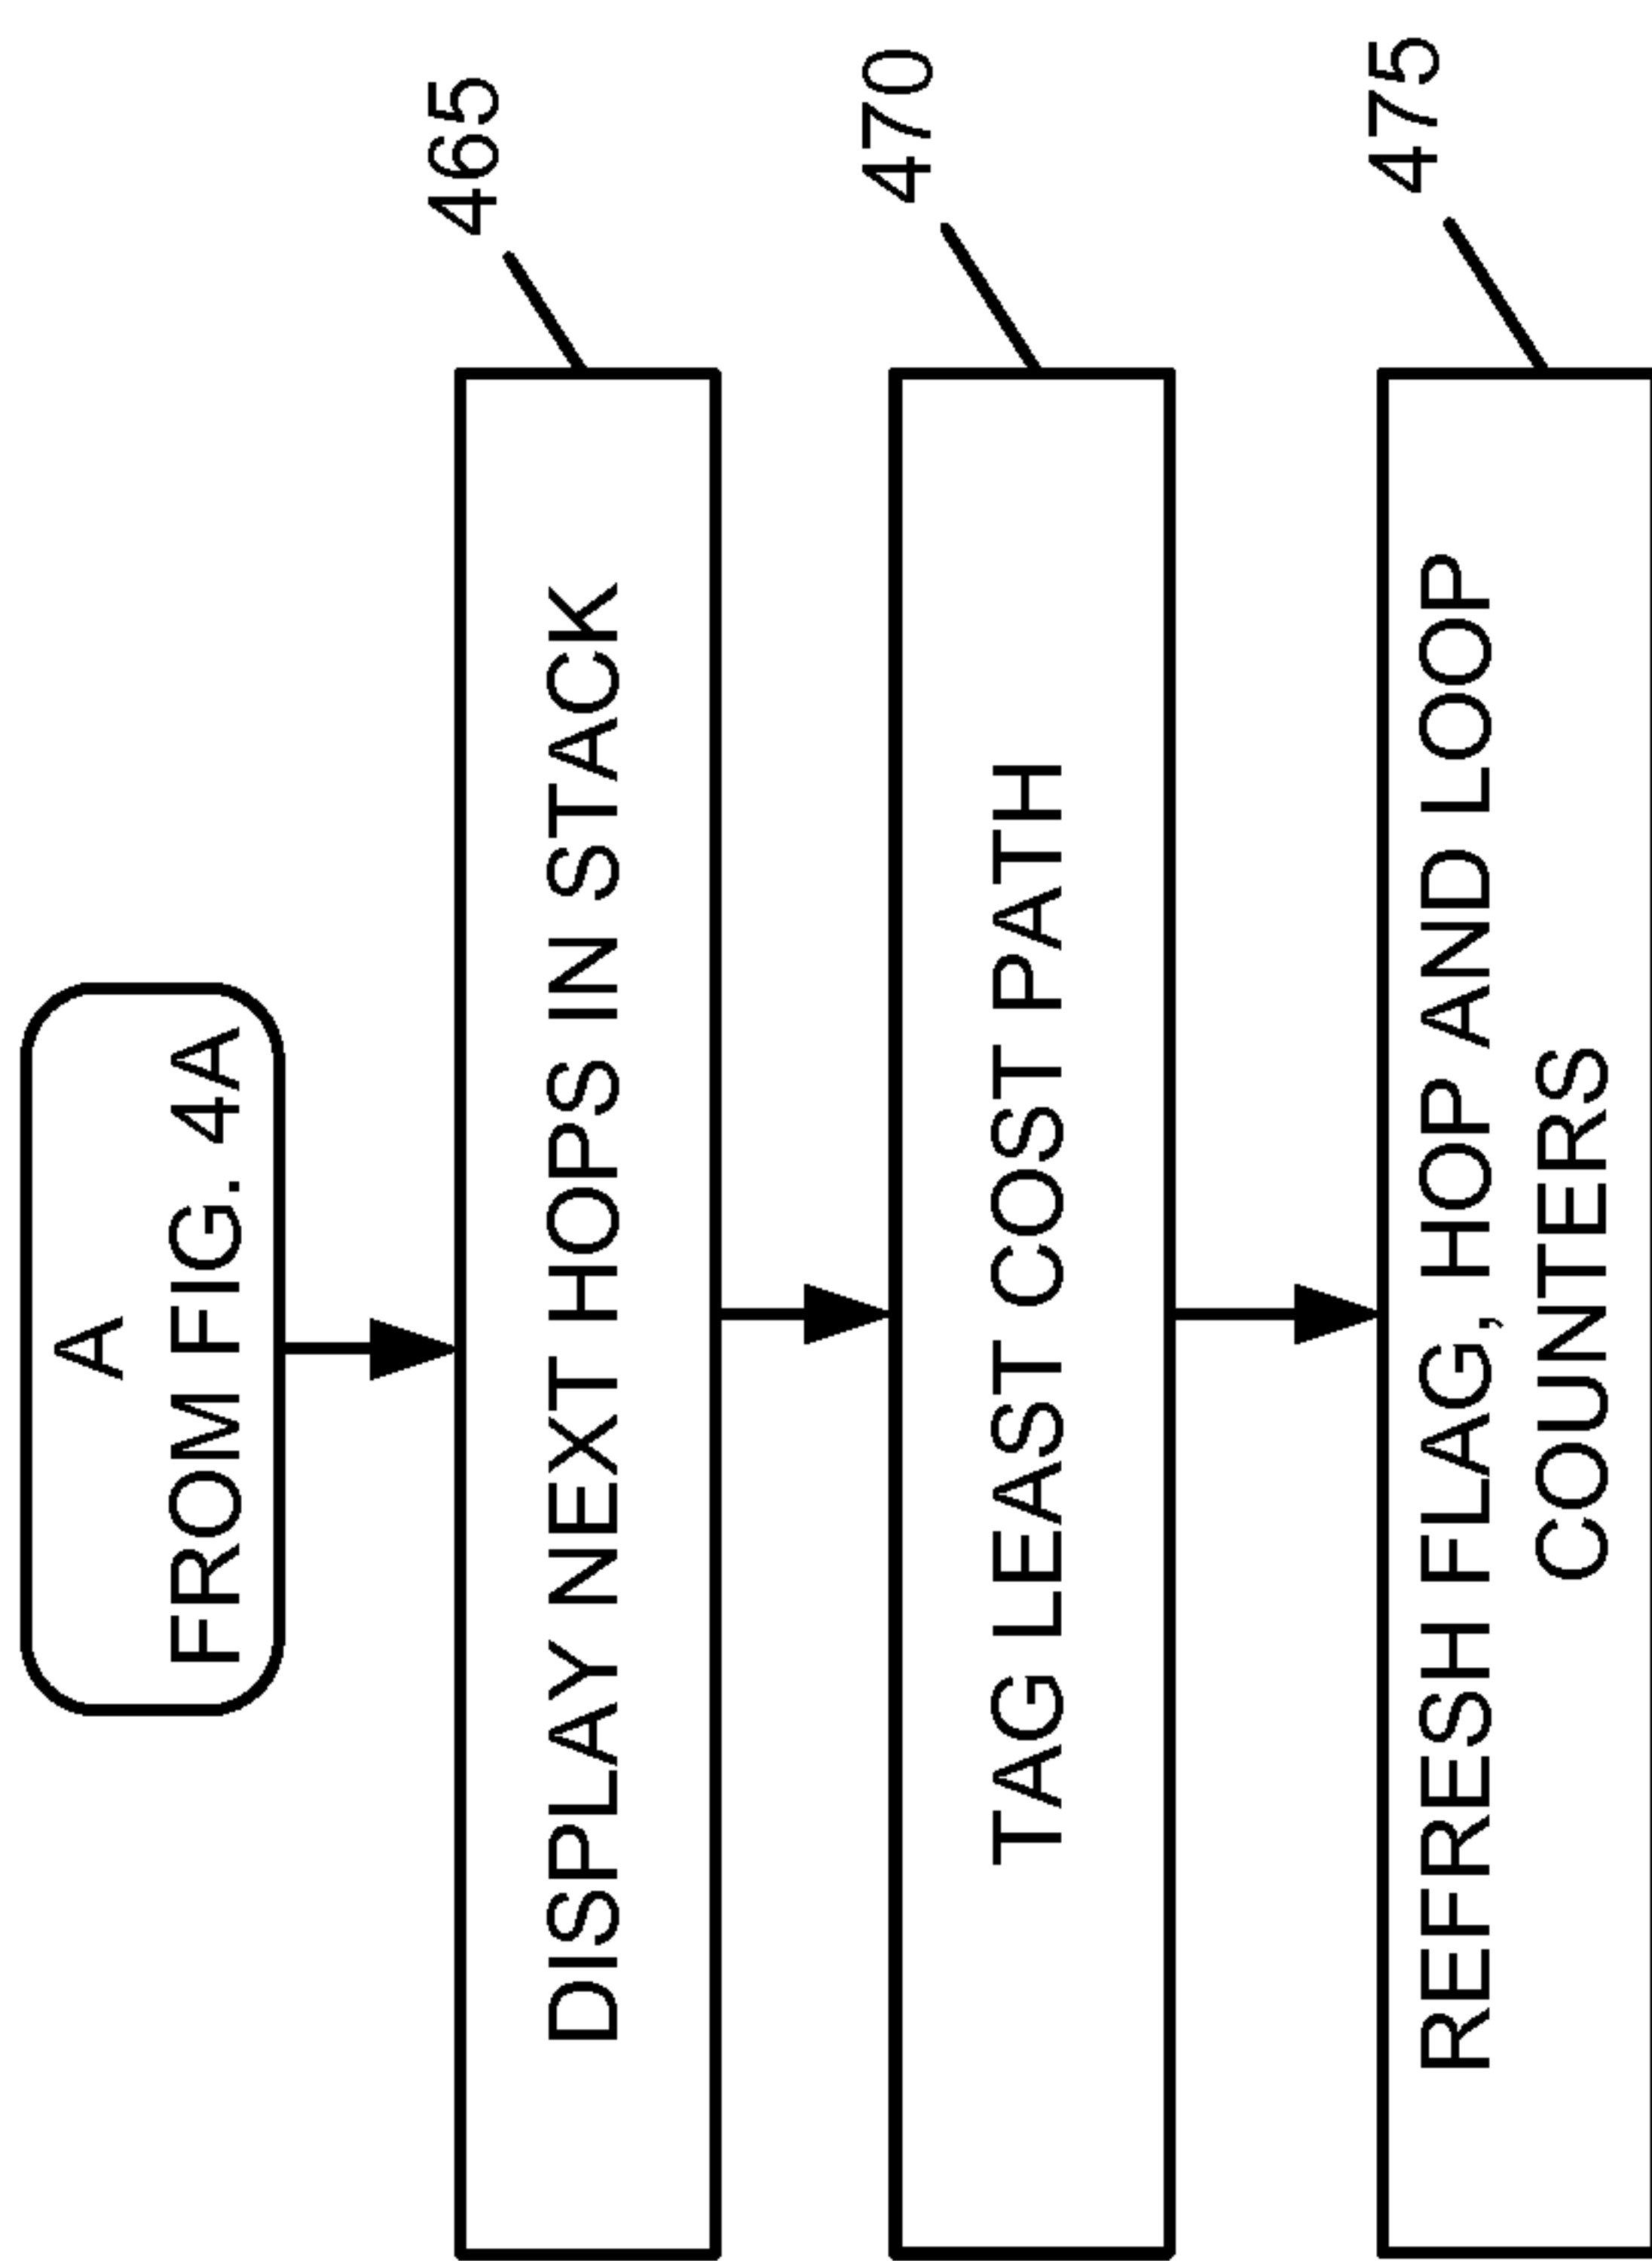 A
FROM FIG. 4A
465
DISPLAY NEXT HOPS IN STACK
470
TAG LEAST COST PATH
475
REFRESH FLAG, HOP AND LOOP
COUNTERS